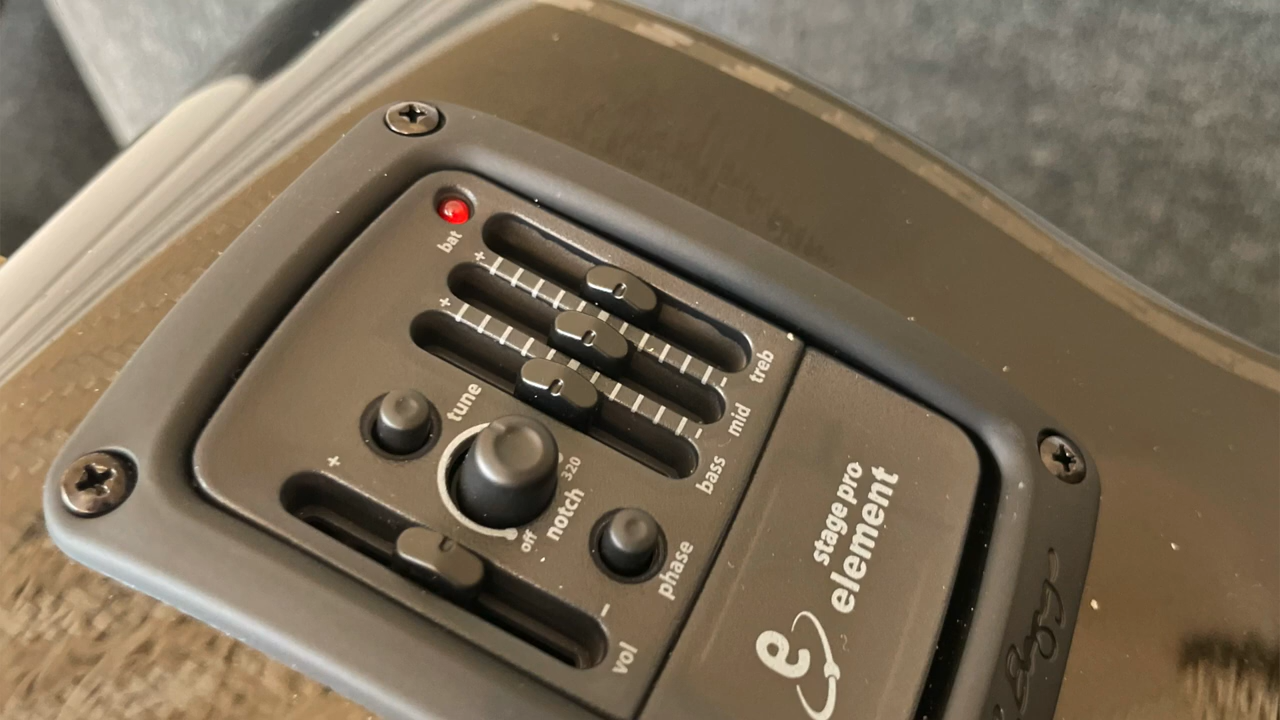 bat
+
+
treb
-
mid
-
bass
tune
320
notch
off
phase
+
-
vol
stage pro
element
e